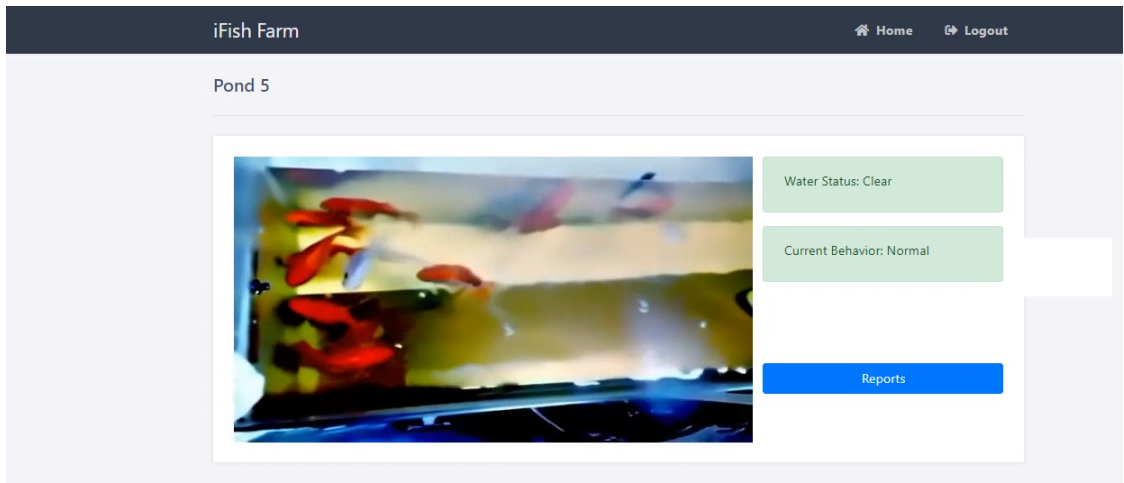 iFish Farm
Home
Logout
Pond 5
Water Status: Clear
Current Behavior: Normal
Reports